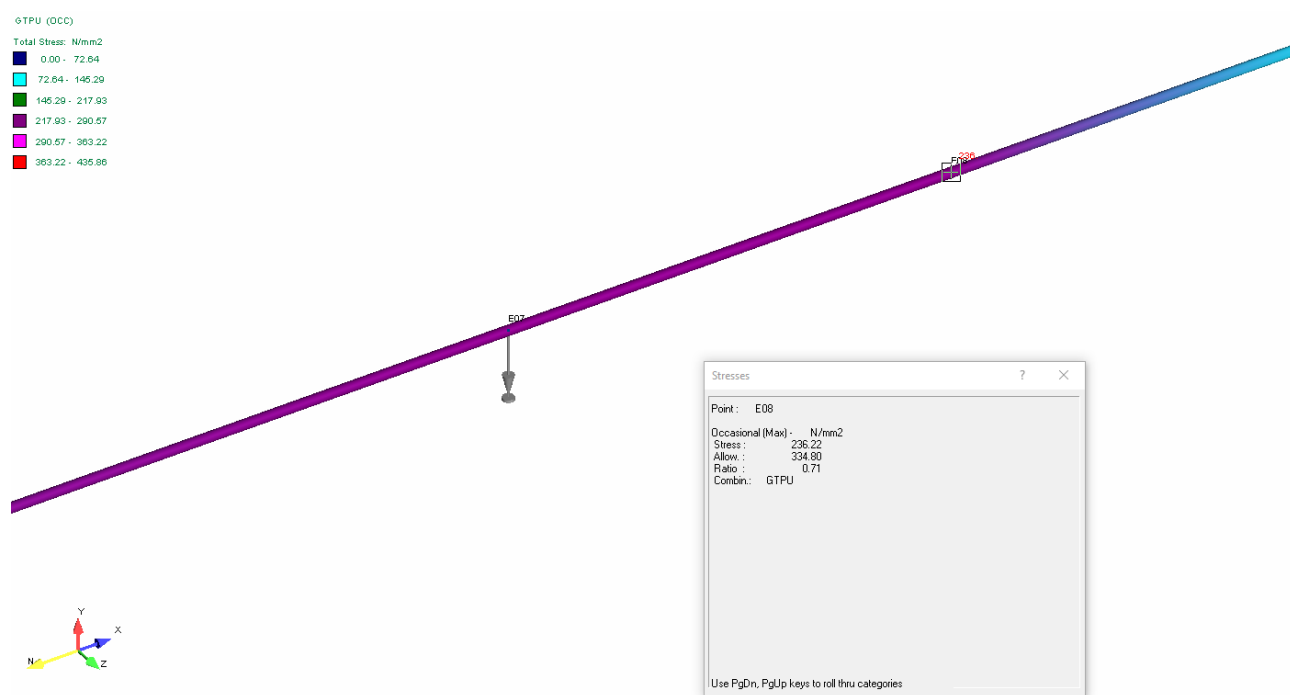 GTPU (OCC)
Total Stress: N/mm2
0.00 - 72.64
72.64 - 145.29
145.29 - 217.93
217.93 - 290.57
290.57 - 363.22
363.22 - 435.86
236
E08
E07
Stresses ? ×
Point : E08
Occasional (Max) - N/mm2
Stress : 236.22
Allow. : 334.80
Ratio : 0.71
Combin.: GTPU
Use PgDn, PgUp keys to roll thru categories
Y
X
N
Z